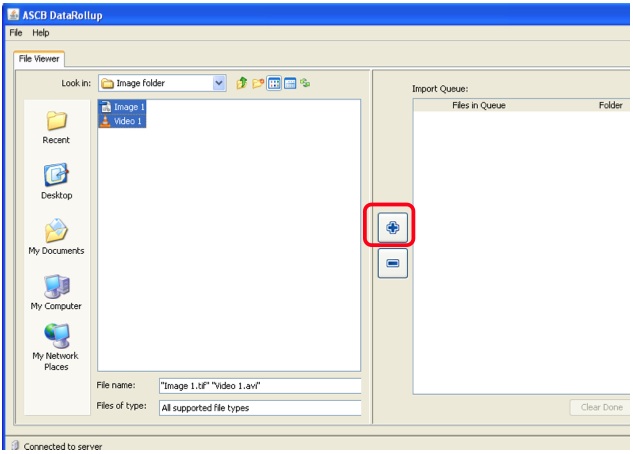 ASCB DataRollup
File Help
File Viewer
Look in: Image folder
Image 1
Video 1
Recent
Desktop
My Documents
My Computer
My Network
Places
File name: "Image 1.tif" "Video 1.avi"
Files of type: All supported file types
Import Queue:
Files in Queue Folder
Clear Done
Connected to server